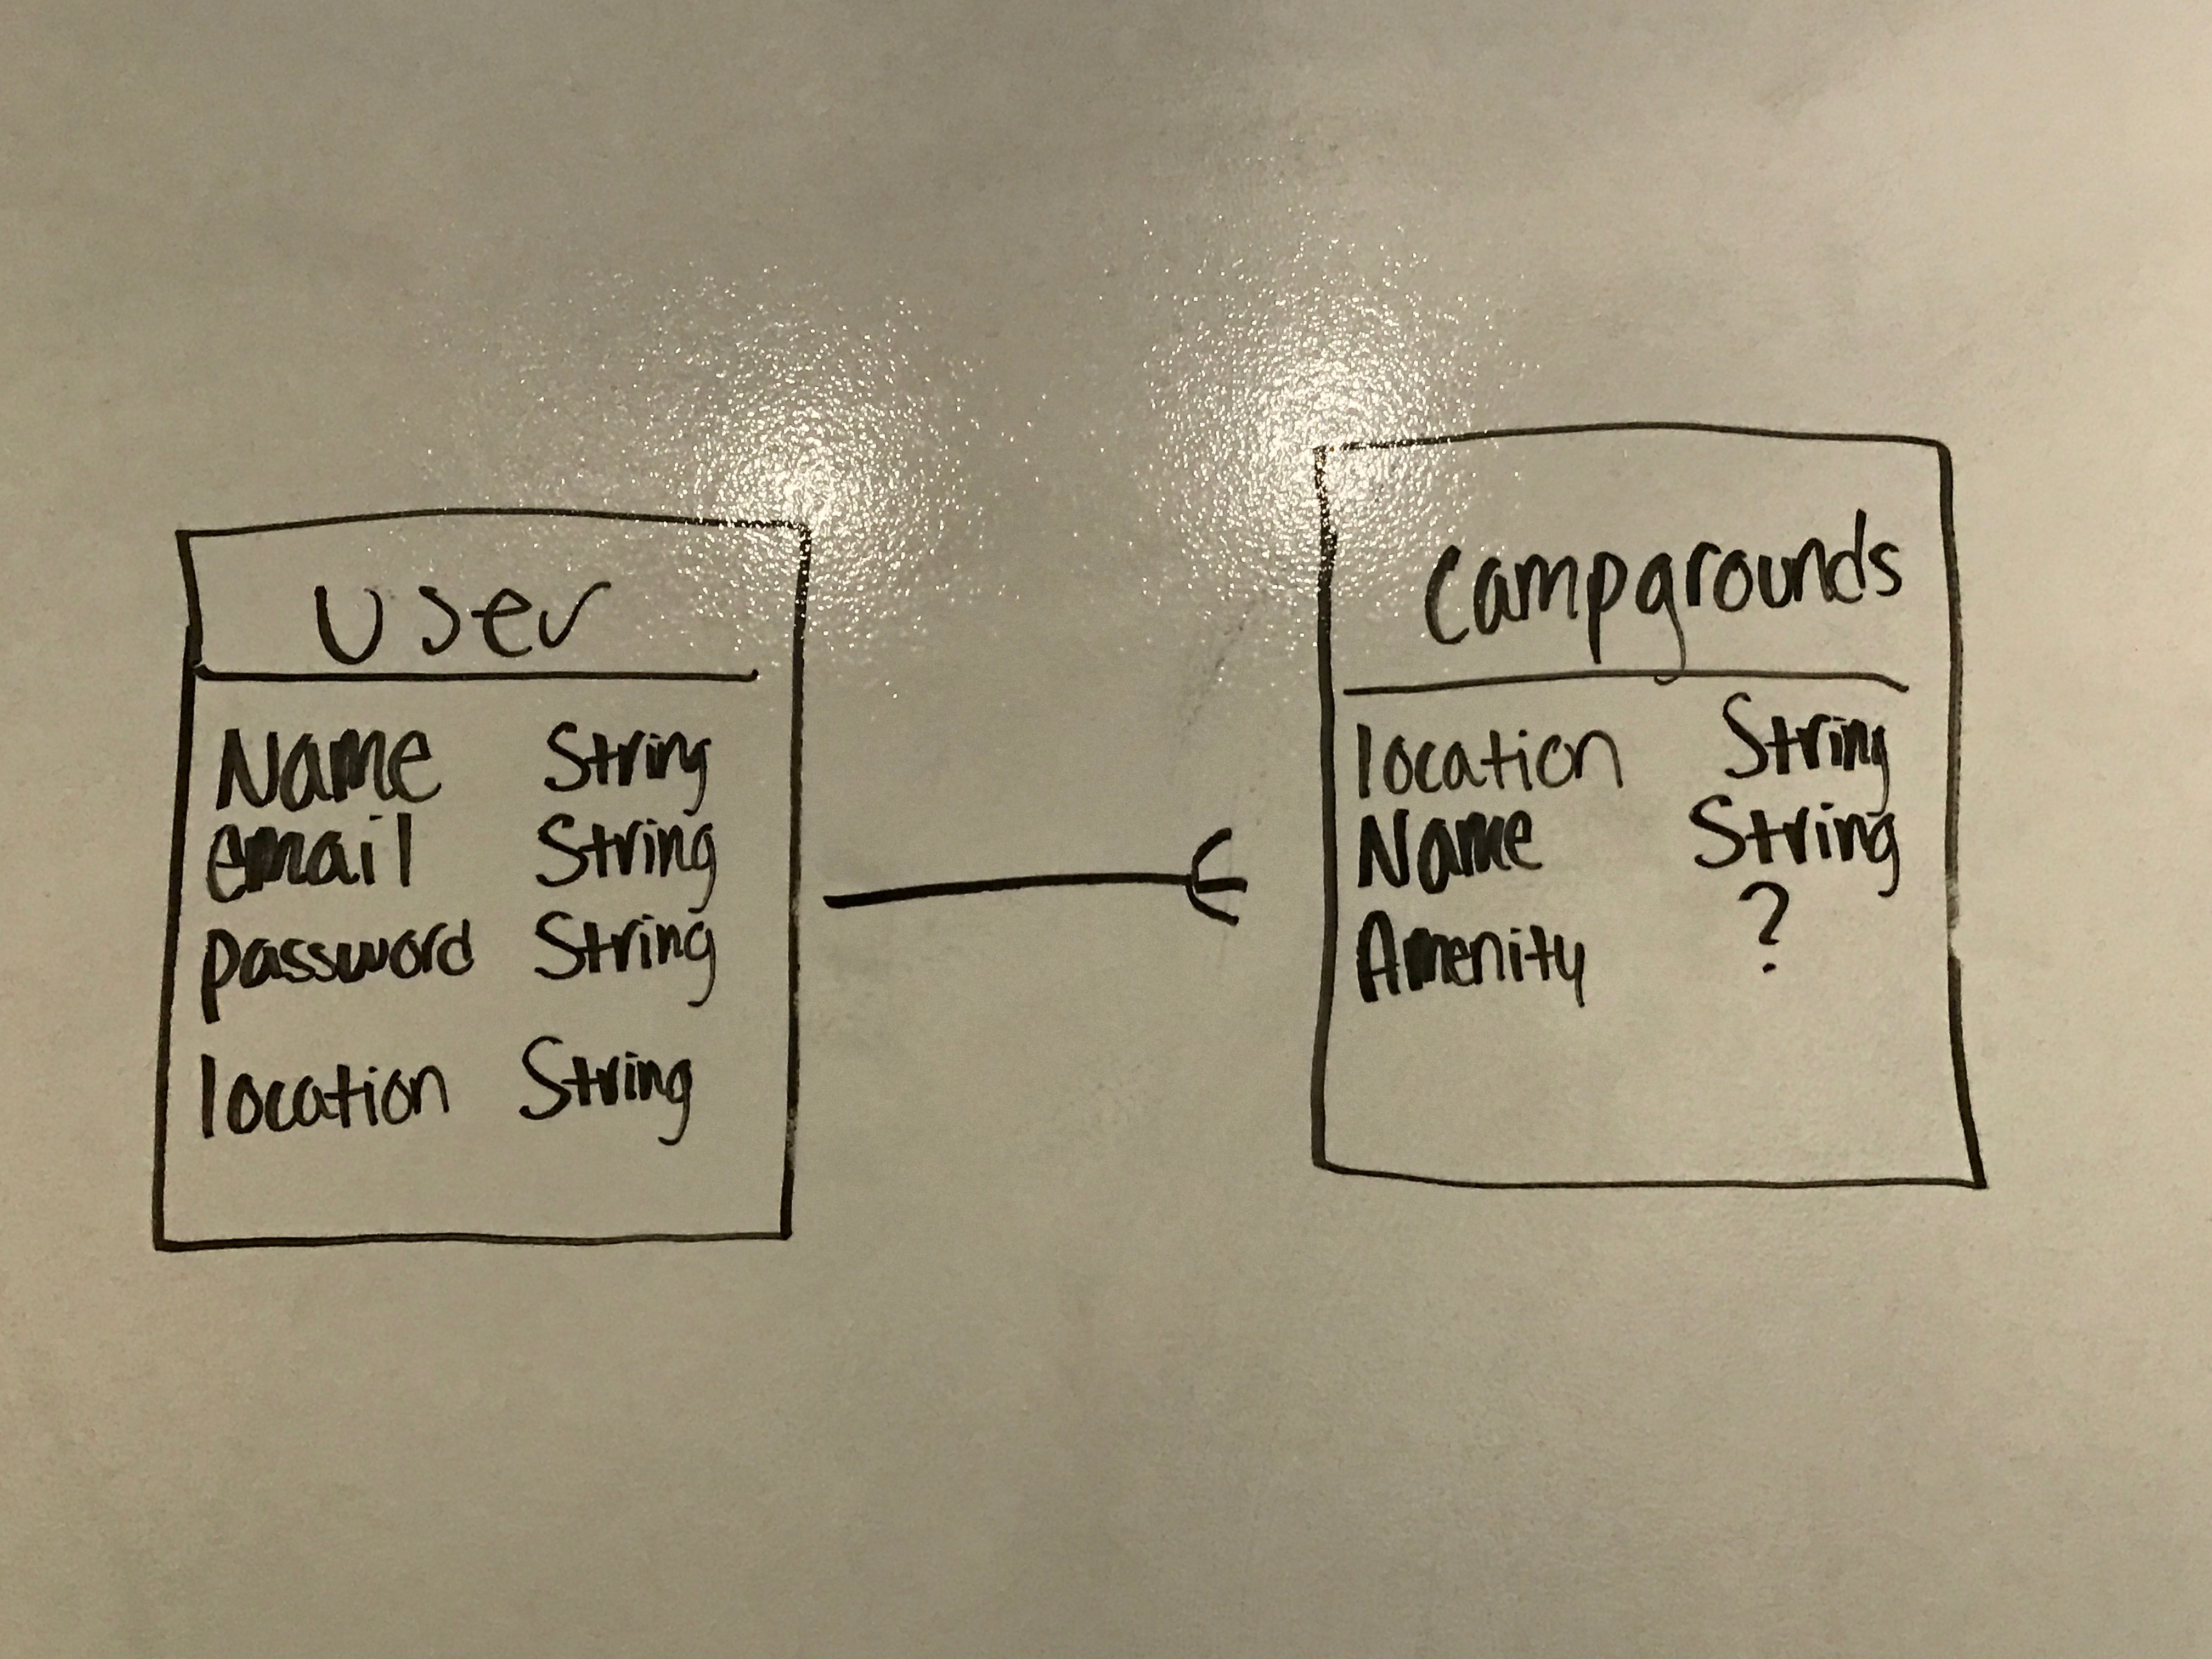 User
Name String
email String
password String
location String
Campgrounds
location String
Name String
Amenity ?